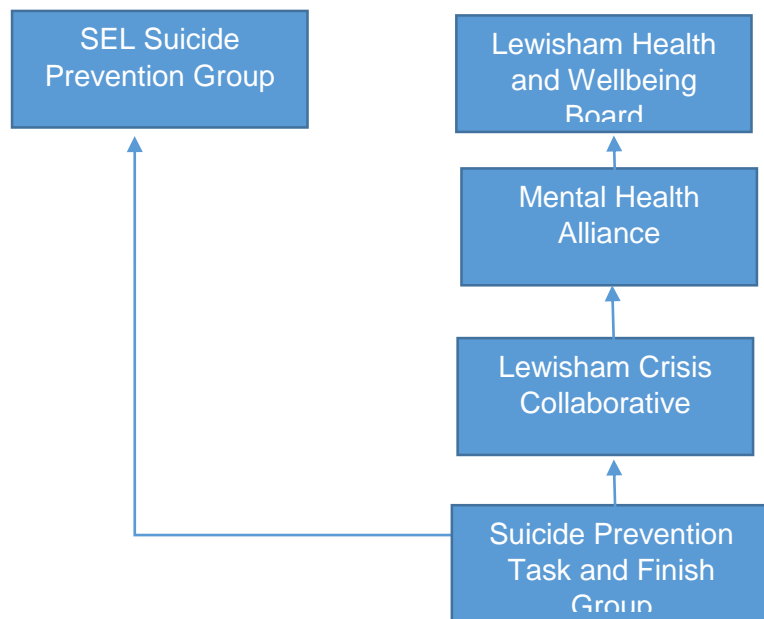 SEL Suicide
Prevention Group
Lewisham Health
and Wellbeing
Board
Mental Health
Alliance
Lewisham Crisis
Collaborative
Suicide Prevention
Task and Finish
Group